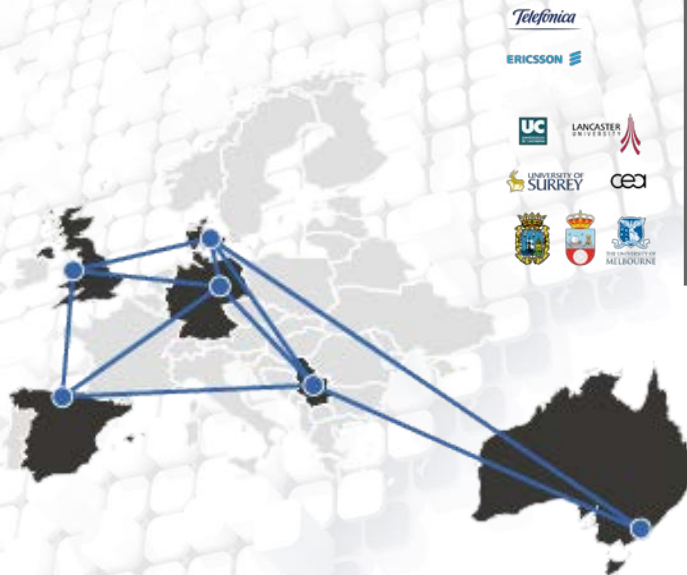 Telefónica
ERICSSON
UC
LANCASTER
UNIVERSITY
UNIVERSITY OF
SURREY
cea
THE UNIVERSITY OF
MELBOURNE